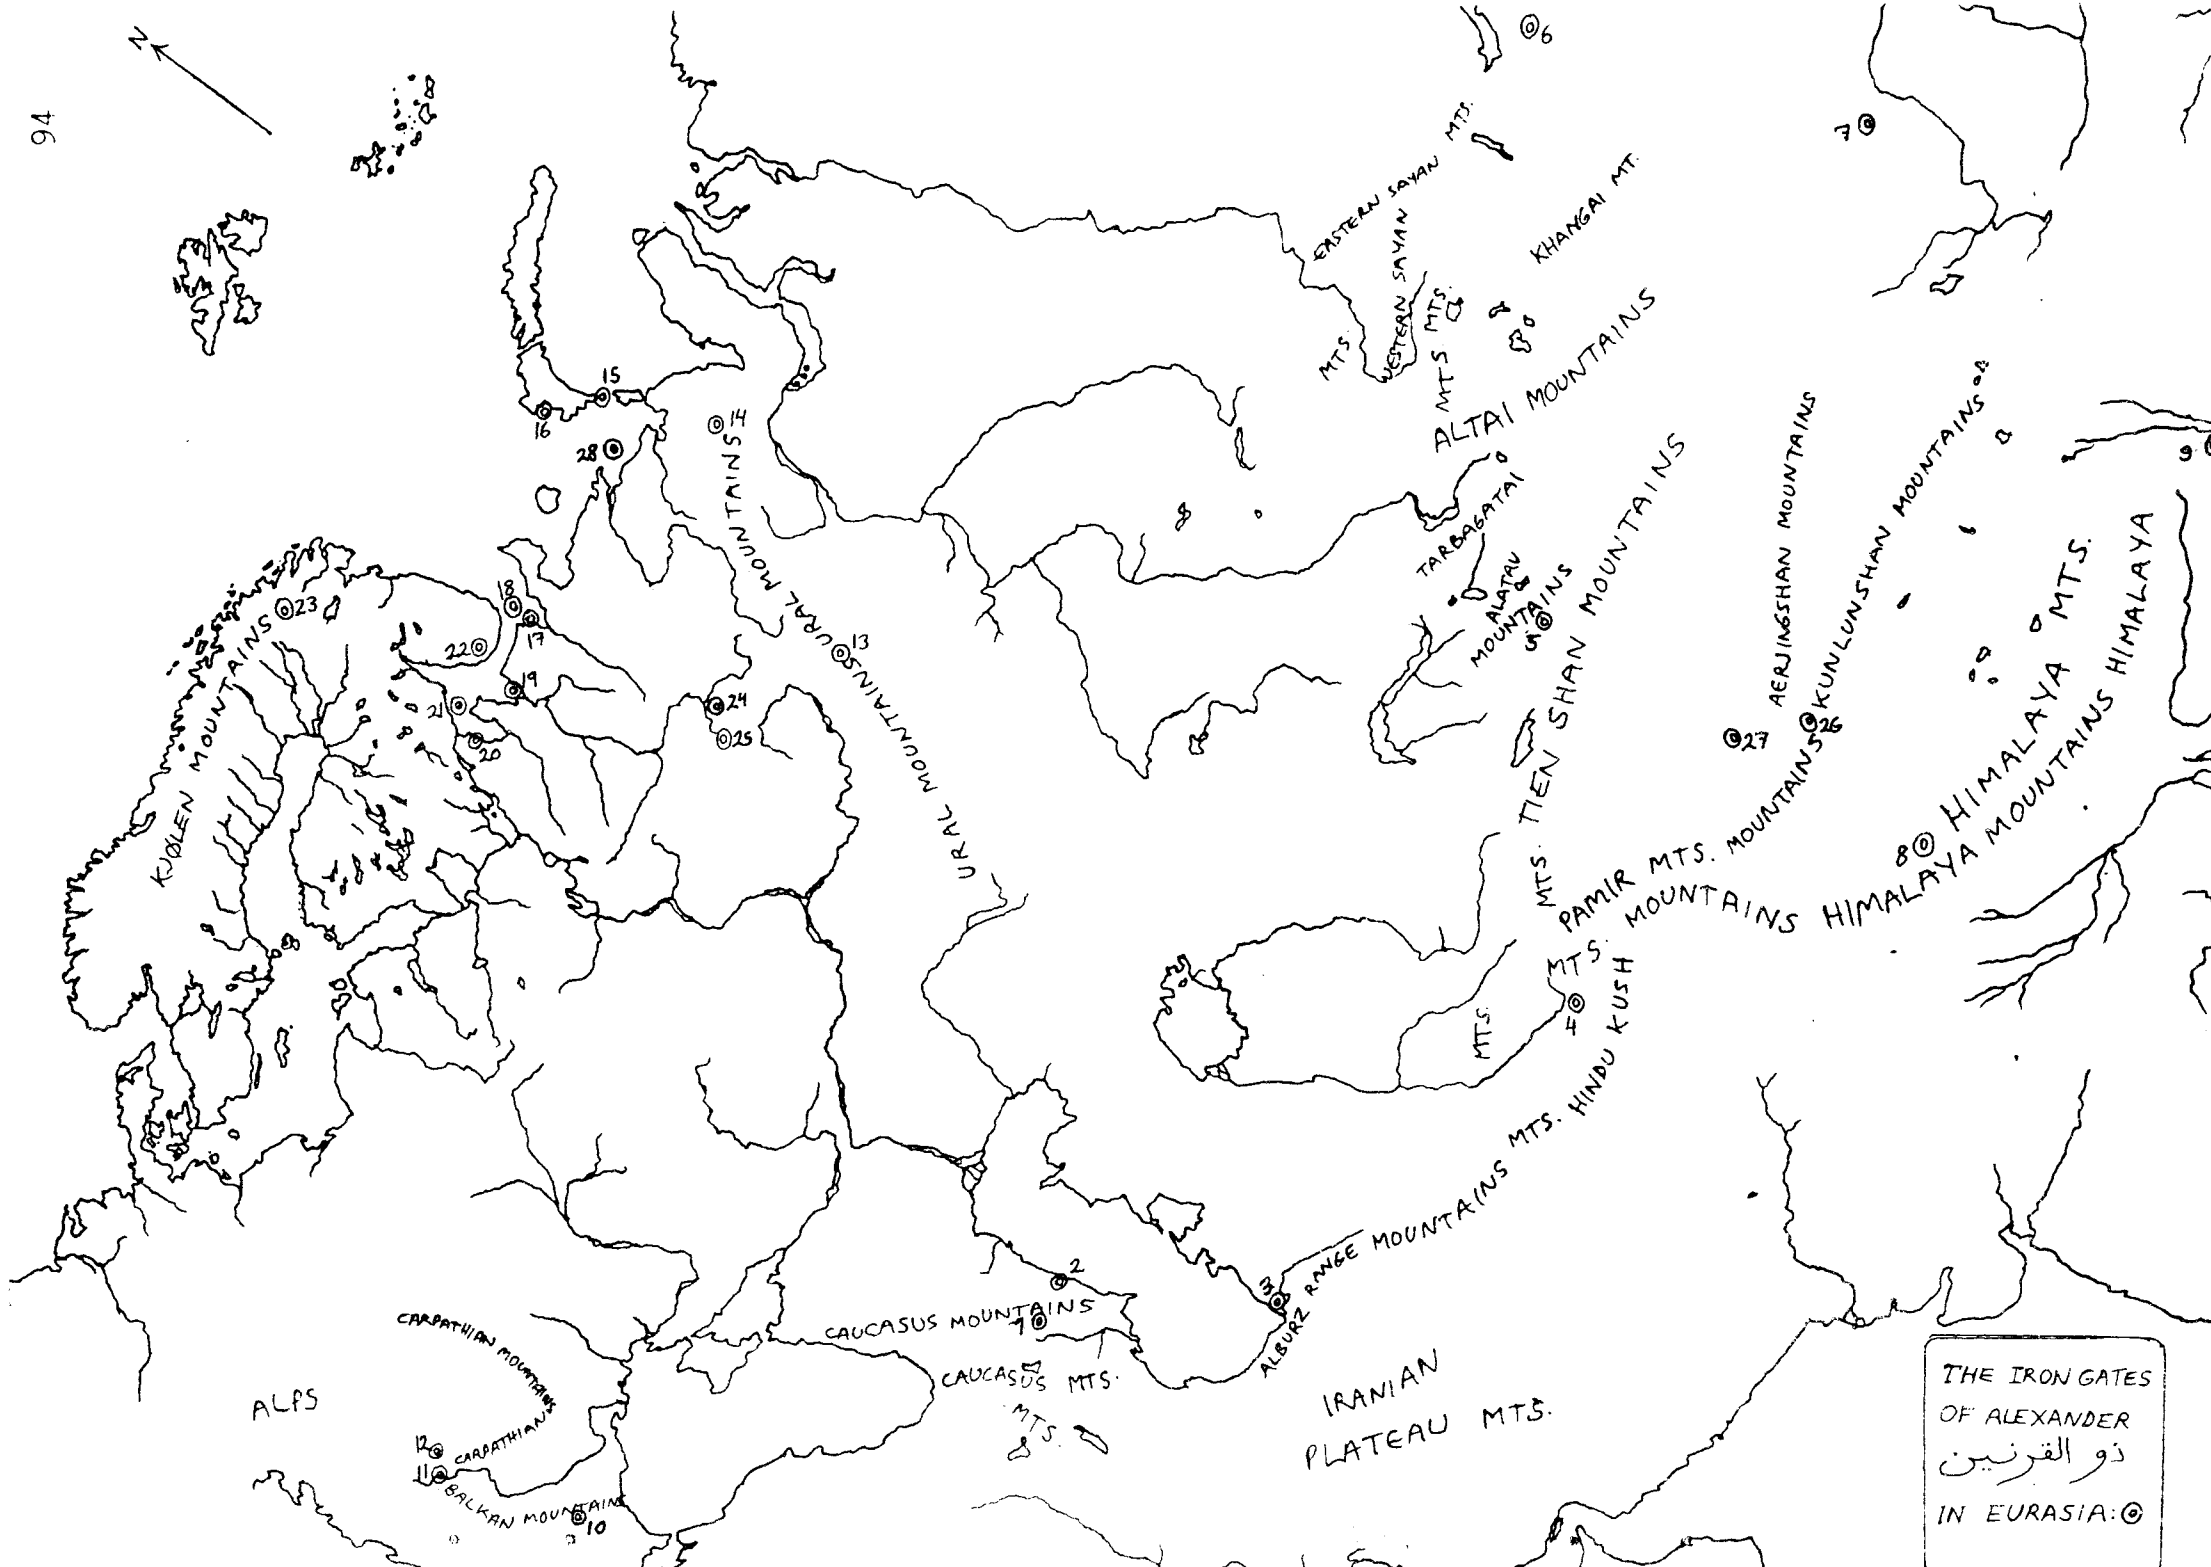 N
94
6
7
EASTERN SAYAN MTS.
WESTERN SAYAN
MTS.
MTS MTS.
KHANGAI MT.
ALTAI MOUNTAINS
15
16
14
28
URAL MOUNTAINS URAL MOUNTAINS
13
URAL MOUNTAINS
TARBAGATAI
ALATAU
MOUNTAINS
5
MTS. TIEN SHAN MOUNTAINS
AERJINGSHAN MOUNTAINS
KUNLUNSHAN MOUNTAINS
9
KJØLEN MOUNTAINS
23
18
17
22
19
21
20
24
25
27
26
PAMIR MTS. MOUNTAINS
8
HIMALAYA MTS.
MOUNTAINS HIMALAYA MOUNTAINS HIMALAYA
MTS.
4
MTS.
MTS. HINDU KUSH
ALBURZ RANGE MOUNTAINS
3
2
CAUCASUS MOUNTAINS
1
CAUCASUS MTS.
MTS.
CARPATHIAN MOUNTAINS
CARPATHIANS
ALPS
12
11
BALKAN MOUNTAINS
10
IRANIAN
PLATEAU MTS.
THE IRON GATES
OF ALEXANDER
ذو القرنين
IN EURASIA: